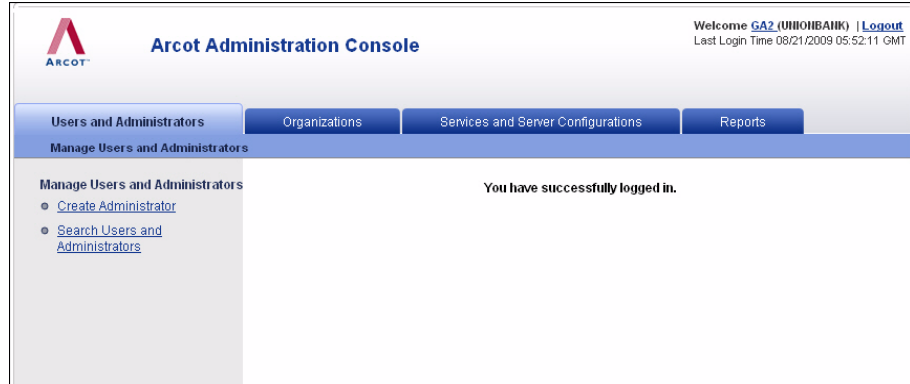 Welcome GA2 (UNIONBANK) | Logout
Last Login Time 08/21/2009 05:52:11 GMT
ARCOT™
Arcot Administration Console
Users and Administrators
Organizations
Services and Server Configurations
Reports
Manage Users and Administrators
Manage Users and Administrators
Create Administrator
Search Users and
Administrators
You have successfully logged in.